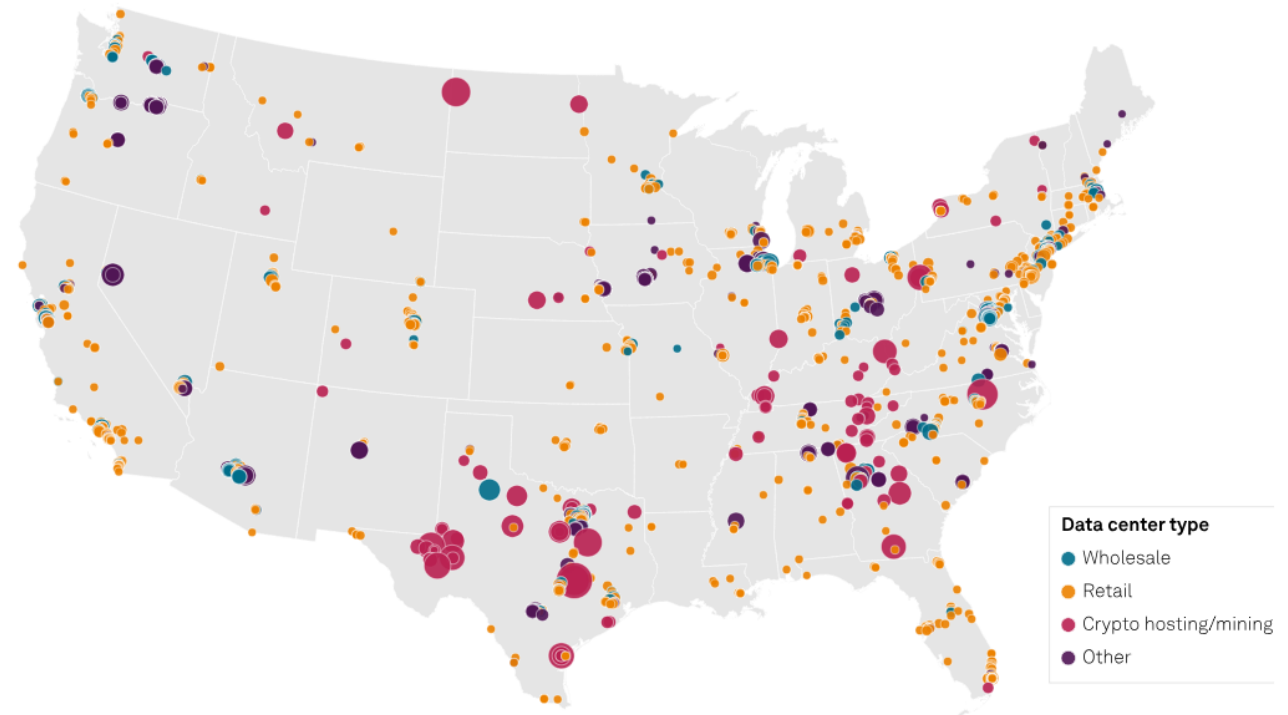 Data center type
Wholesale
Retail
Crypto hosting/mining
Other